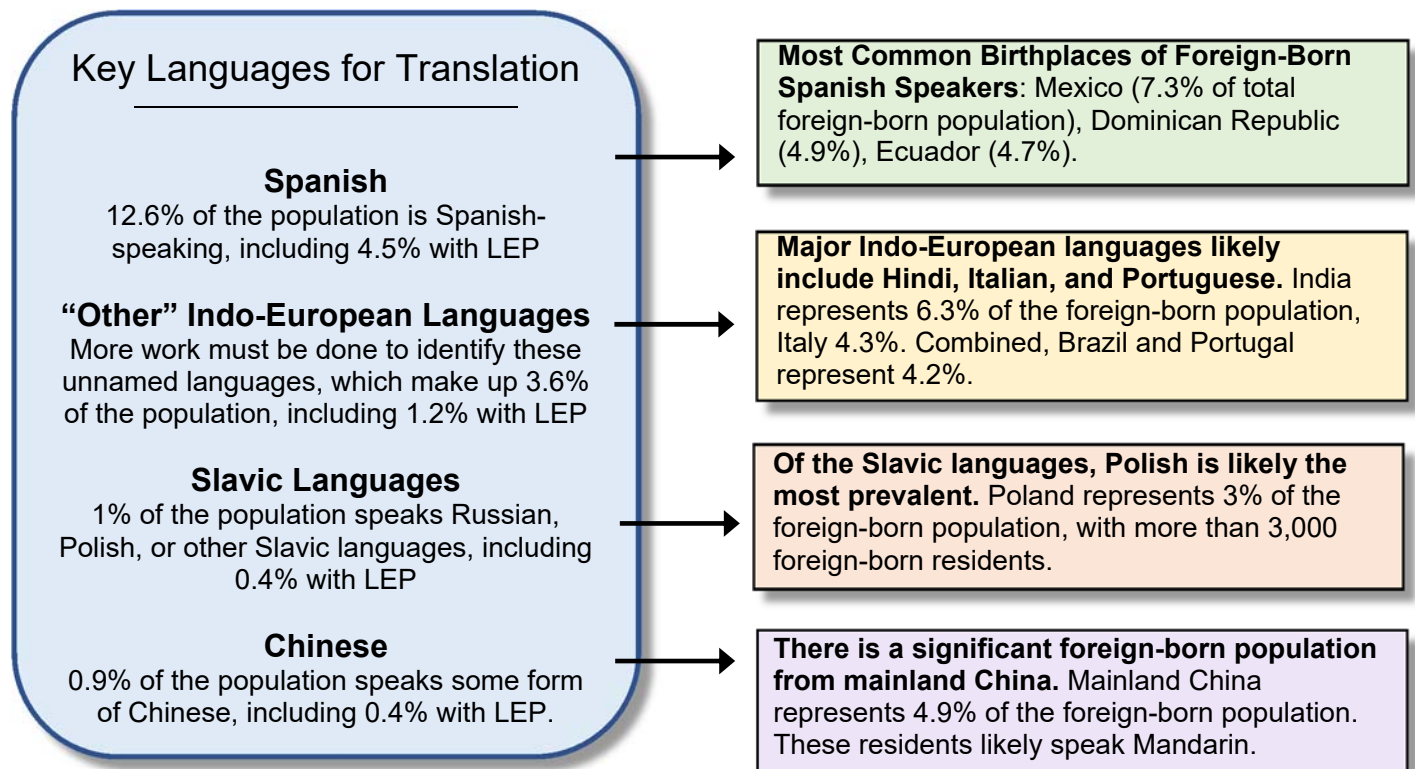 Key Languages for Translation
Spanish
12.6% of the population is Spanish-
speaking, including 4.5% with LEP
“Other” Indo-European Languages
More work must be done to identify these
unnamed languages, which make up 3.6%
of the population, including 1.2% with LEP
Slavic Languages
1% of the population speaks Russian,
Polish, or other Slavic languages, including
0.4% with LEP
Chinese
0.9% of the population speaks some form
of Chinese, including 0.4% with LEP.
Most Common Birthplaces of Foreign-Born
Spanish Speakers: Mexico (7.3% of total
foreign-born population), Dominican Republic
(4.9%), Ecuador (4.7%).
Major Indo-European languages likely
include Hindi, Italian, and Portuguese. India
represents 6.3% of the foreign-born population,
Italy 4.3%. Combined, Brazil and Portugal
represent 4.2%.
Of the Slavic languages, Polish is likely the
most prevalent. Poland represents 3% of the
foreign-born population, with more than 3,000
foreign-born residents.
There is a significant foreign-born population
from mainland China. Mainland China
represents 4.9% of the foreign-born population.
These residents likely speak Mandarin.